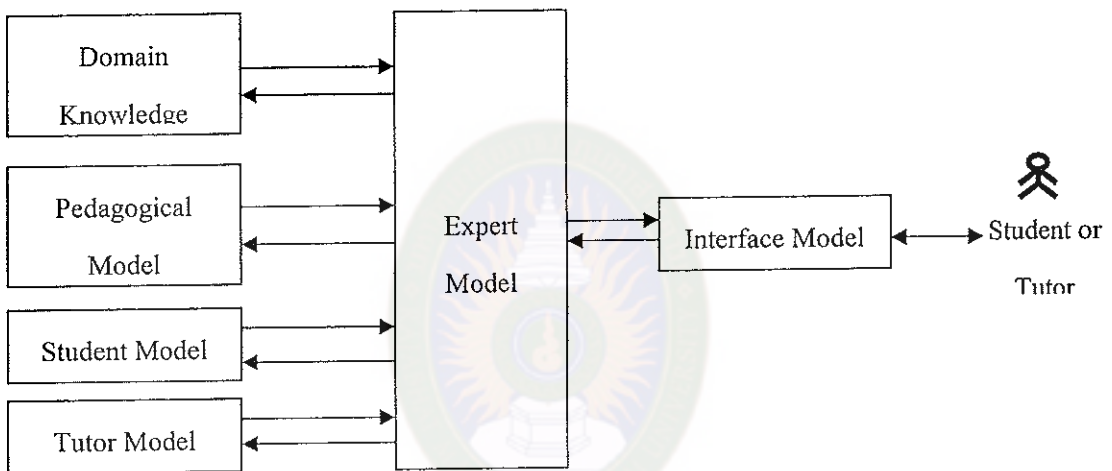 Domain
Knowledge
Pedagogical
Model
Student Model
Tutor Model
Expert
Model
Interface Model
Student or
Tutor